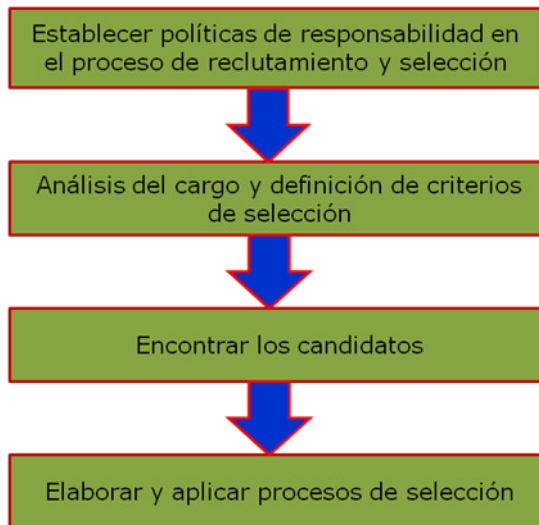 Establecer políticas de responsabilidad en
el proceso de reclutamiento y selección
Análisis del cargo y definición de criterios
de selección
Encontrar los candidatos
Elaborar y aplicar procesos de selección